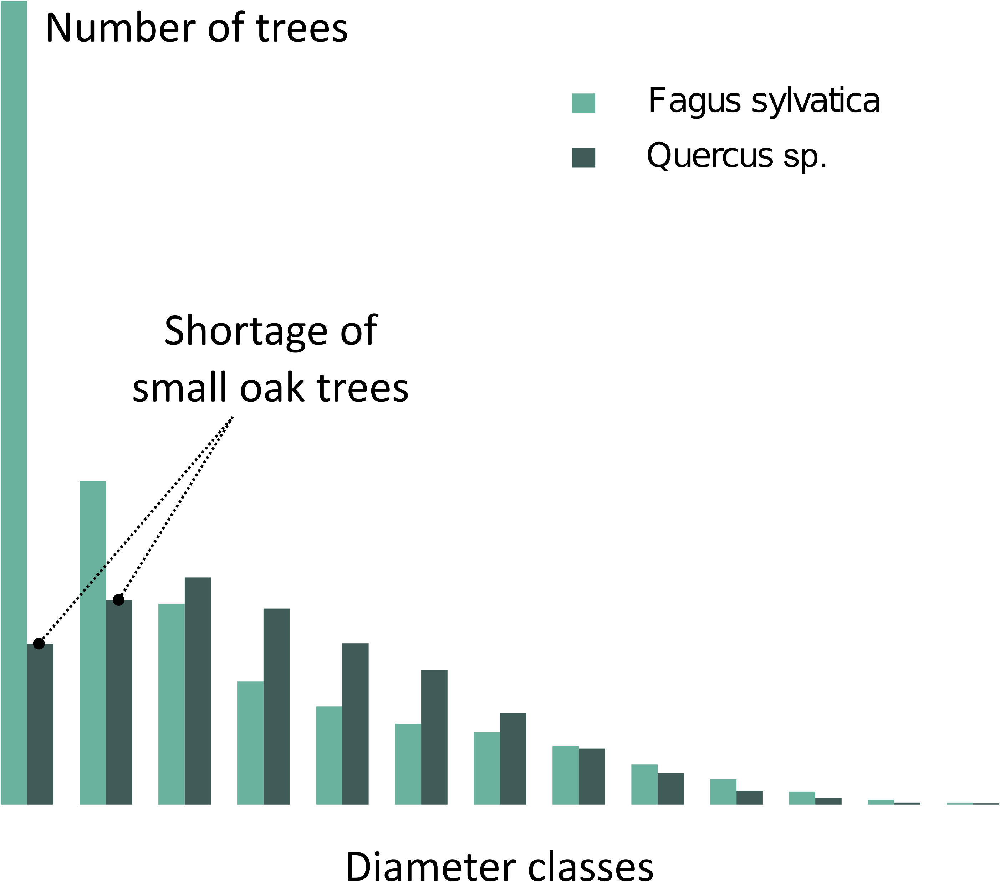 Number of trees
Fagus sylvatica
Quercus sp.
Shortage of
small oak trees
Diameter classes